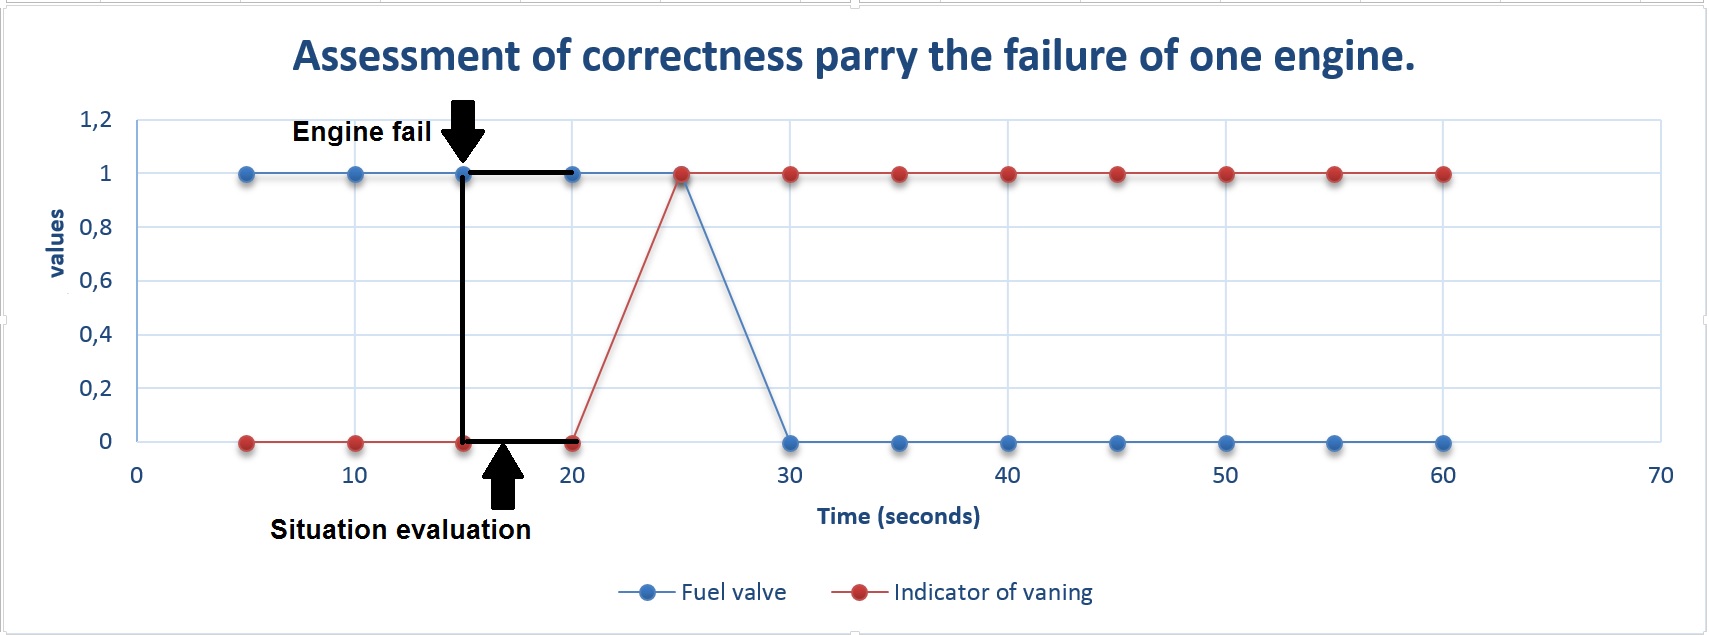 Assessment of correctness parry the failure of one engine.
Engine fail
1,2
1
0,8
0,6
0,4
0,2
0
values
0 10 20 30 40 50 60 70
Time (seconds)
Situation evaluation
Fuel valve Indicator of vaning